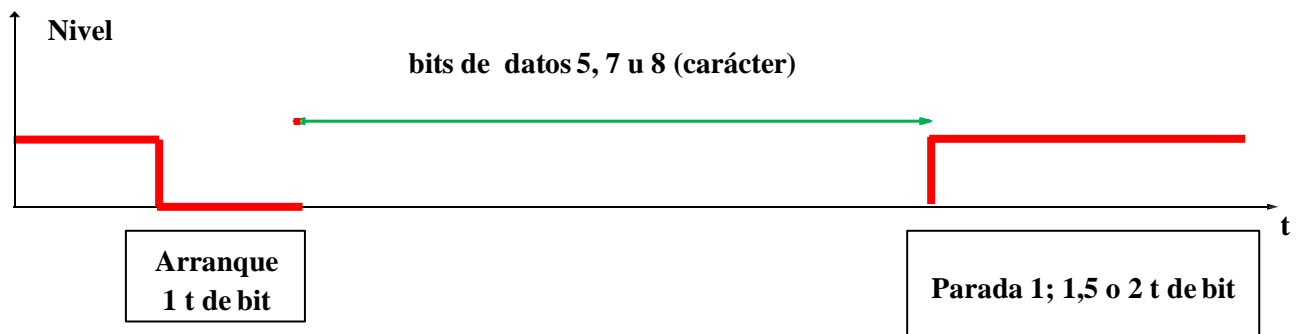 Nivel
bits de datos 5, 7 u 8 (carácter)
t
Arranque
1 t de bit
Parada 1; 1,5 o 2 t de bit